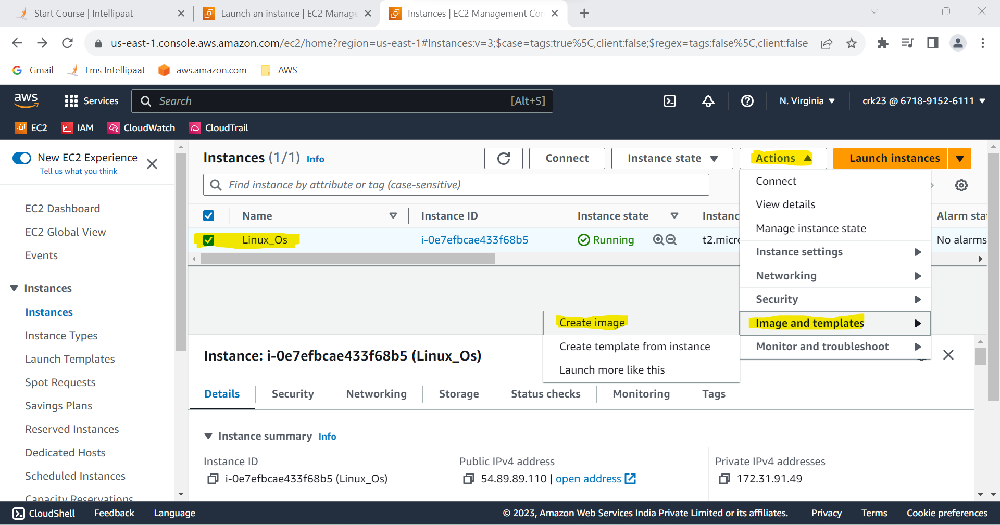 Start Course | Intellipaat
Launch an instance | EC2 Manage
Instances | EC2 Management Con
us-east-1.console.aws.amazon.com/ec2/home?region=us-east-1#Instances:v=3;$case=tags:true%5C,client:false;$regex=tags:false%5C,client:false
Gmail
Lms Intellipaat
aws.amazon.com
AWS
aws
Services
Search
[Alt+S]
N. Virginia
crk23 @ 6718-9152-6111
EC2
IAM
CloudWatch
CloudTrail
New EC2 Experience
Tell us what you think
EC2 Dashboard
EC2 Global View
Events
Instances
Instances
Instance Types
Launch Templates
Spot Requests
Savings Plans
Reserved Instances
Dedicated Hosts
Scheduled Instances
Capacity Reservations
Instances (1/1) Info
Connect
Instance state
Actions
Launch instances
Find instance by attribute or tag (case-sensitive)
Name
Instance ID
Instance state
Instanc
Alarm sta
Linux_Os
i-0e7efbcae433f68b5
Running
t2.micro
No alarms
Connect
View details
Manage instance state
Instance settings
Networking
Security
Image and templates
Monitor and troubleshoot
Create image
Create template from instance
Launch more like this
Instance: i-0e7efbcae433f68b5 (Linux_Os)
Details
Security
Networking
Storage
Status checks
Monitoring
Tags
Instance summary Info
Instance ID
i-0e7efbcae433f68b5 (Linux_Os)
Public IPv4 address
54.89.89.110 | open address
Private IPv4 addresses
172.31.91.49
CloudShell
Feedback
Language
© 2023, Amazon Web Services India Private Limited or its affiliates.
Privacy
Terms
Cookie preferences